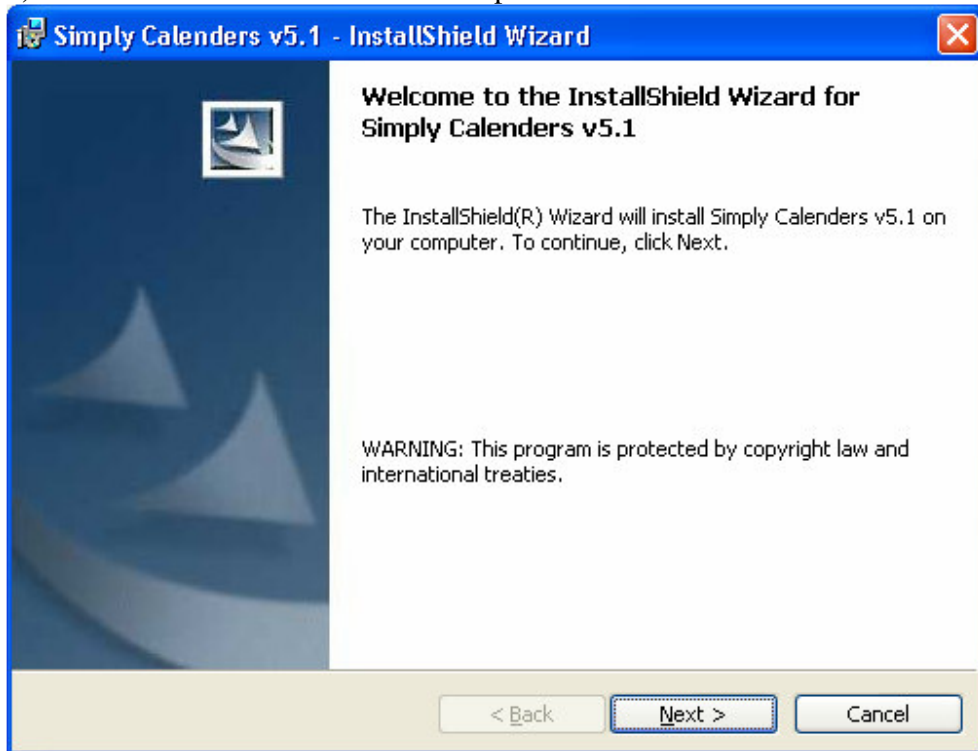 Simply Calenders v5.1 - InstallShield Wizard
Welcome to the InstallShield Wizard for
Simply Calenders v5.1
The InstallShield(R) Wizard will install Simply Calenders v5.1 on
your computer. To continue, click Next.
WARNING: This program is protected by copyright law and
international treaties.
< Back Next > Cancel